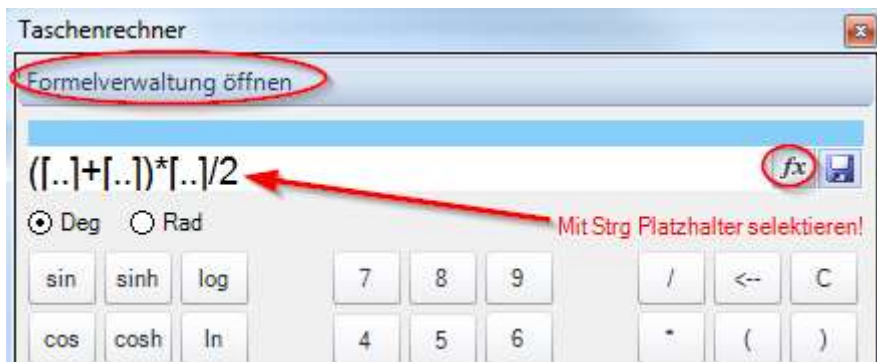 Taschenrechner
Formelverwaltung öffnen
([..]+[..])*[..]/2 fx
Deg Rad Mit Strg Platzhalter selektieren!
sin sinh log 7 8 9 / <-- C
cos cosh ln 4 5 6 * ( )